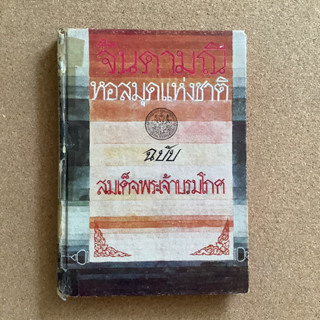 จินดามณี
หอสมุดแห่งชาติ
ฉบับ
สมเด็จพระเจ้าบรมโกศ